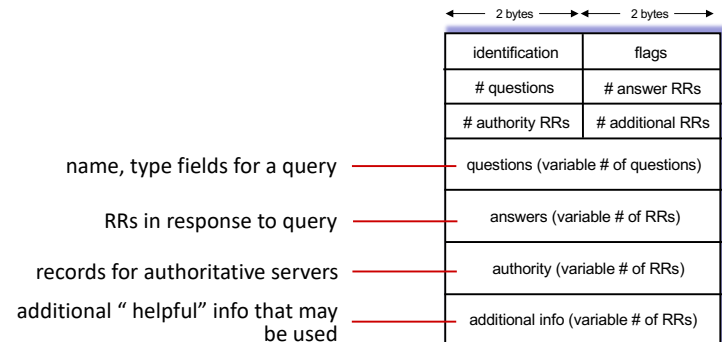 2 bytes 2 bytes
identification flags
# questions # answer RRs
# authority RRs # additional RRs
name, type fields for a query questions (variable # of questions)
RRs in response to query answers (variable # of RRs)
records for authoritative servers authority (variable # of RRs)
additional “ helpful” info that may
be used
additional info (variable # of RRs)